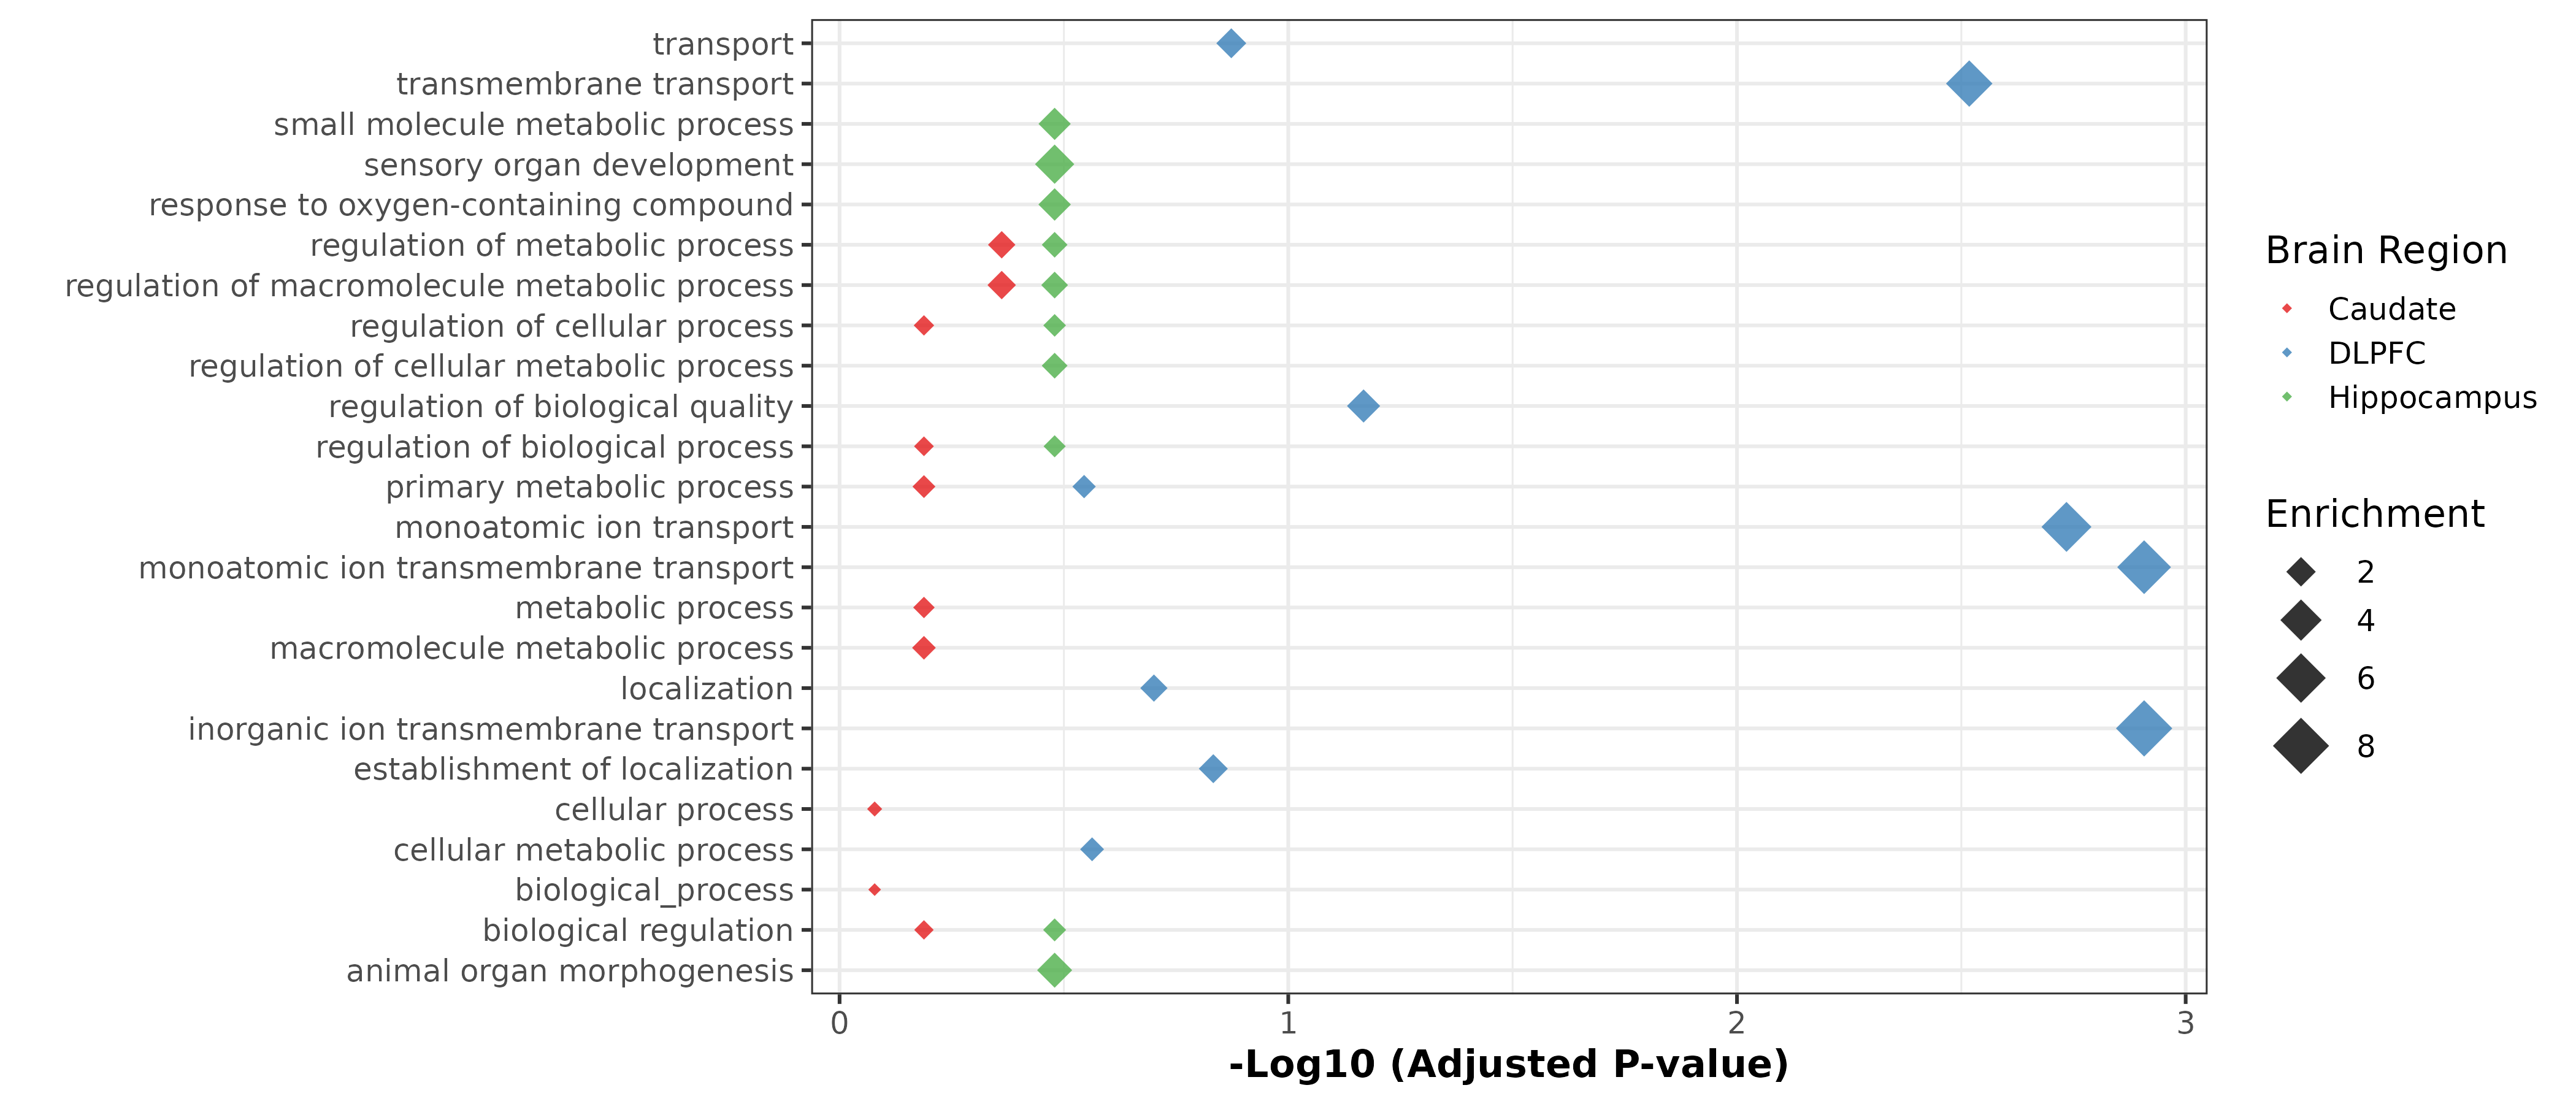 transport
transmembrane transport
small molecule metabolic process
sensory organ development
response to oxygen-containing compound
regulation of metabolic process
regulation of macromolecule metabolic process
regulation of cellular process
regulation of cellular metabolic process
regulation of biological quality
regulation of biological process
primary metabolic process
monoatomic ion transport
monoatomic ion transmembrane transport
metabolic process
macromolecule metabolic process
localization
inorganic ion transmembrane transport
establishment of localization
cellular process
cellular metabolic process
biological_process
biological regulation
animal organ morphogenesis
0 1 2 3
-Log10 (Adjusted P-value)
Brain Region
Caudate
DLPFC
Hippocampus
Enrichment
2
4
6
8